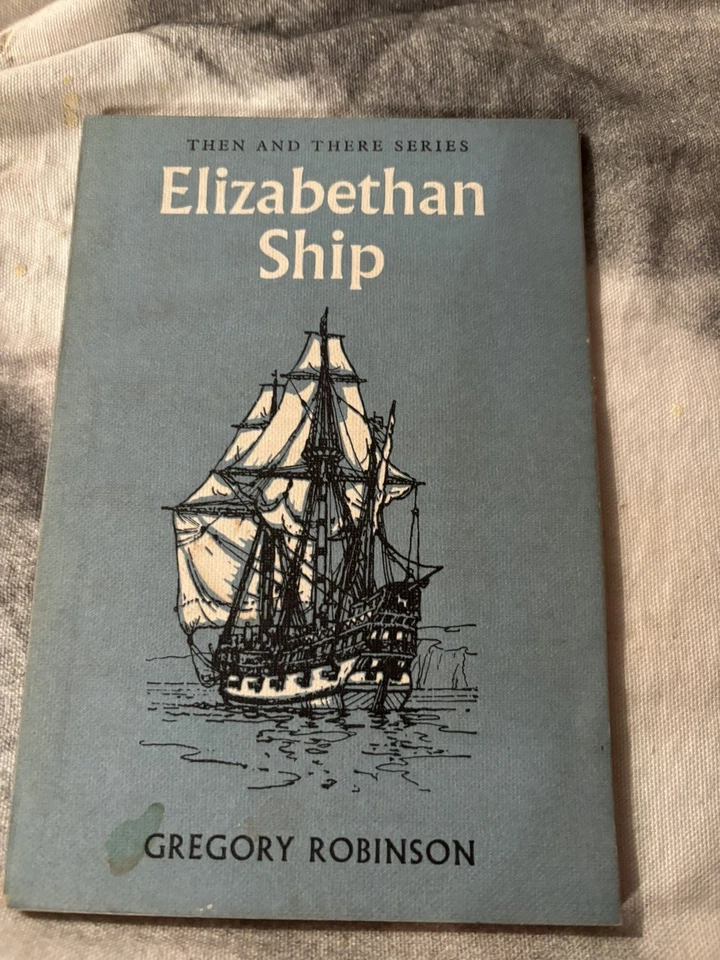 THEN AND THERE SERIES
Elizabethan
Ship
GREGORY ROBINSON